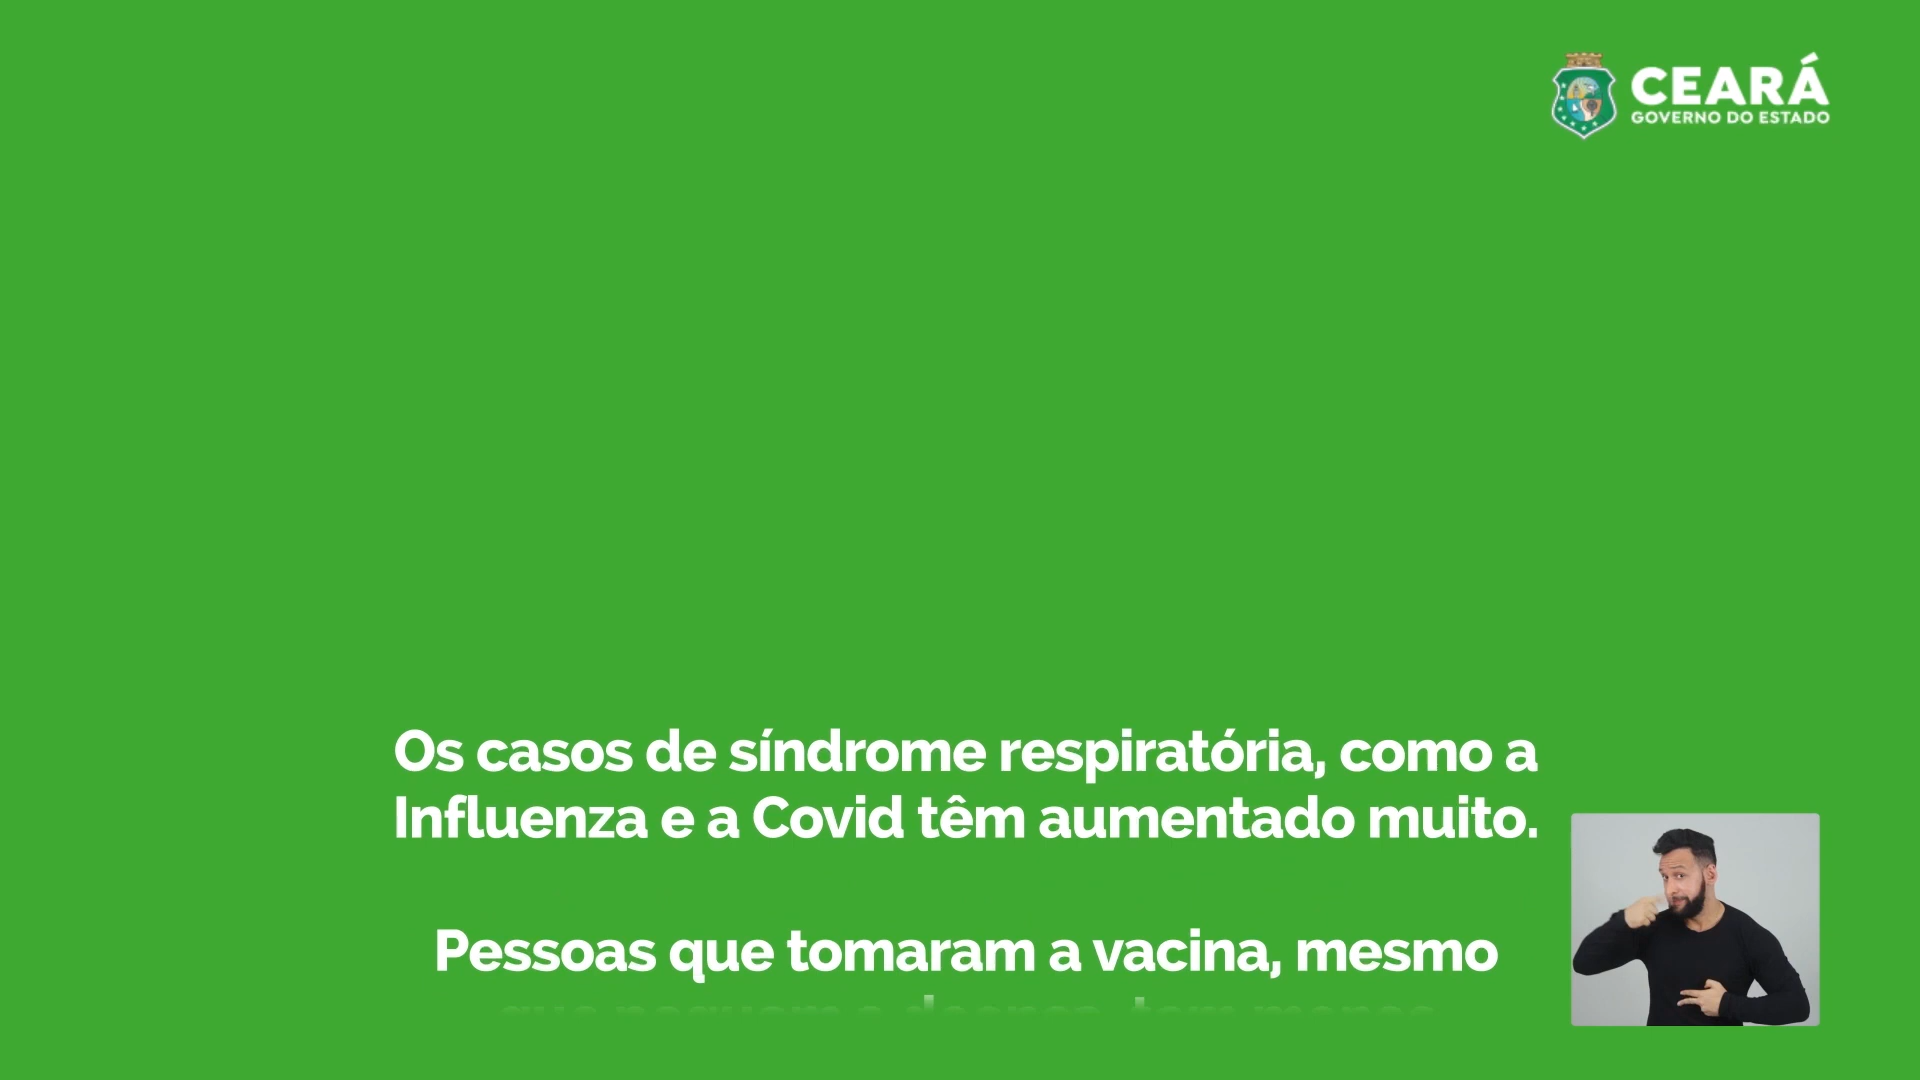 CEARÁ
GOVERNO DO ESTADO
Os casos de síndrome respiratória, como a
Influenza e a Covid têm aumentado muito.
Pessoas que tomaram a vacina, mesmo